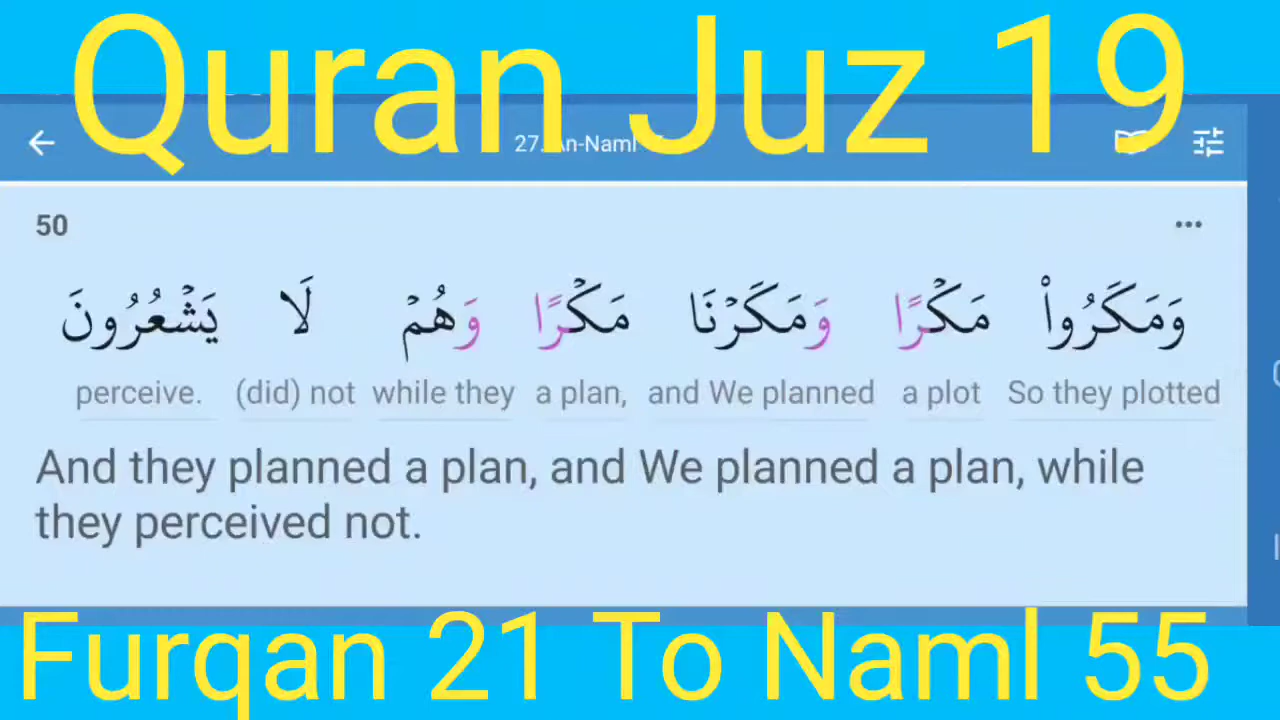 Quran Juz 19
27. An-Naml
50
وَمَكَرُوا۟ مَكْرًا وَمَكَرْنَا مَكْرًا وَهُمْ لَا يَشْعُرُونَ
So they plotted a plot and We planned a plan, while they (did) not perceive.
And they planned a plan, and We planned a plan, while
they perceived not.
Furqan 21 To Naml 55